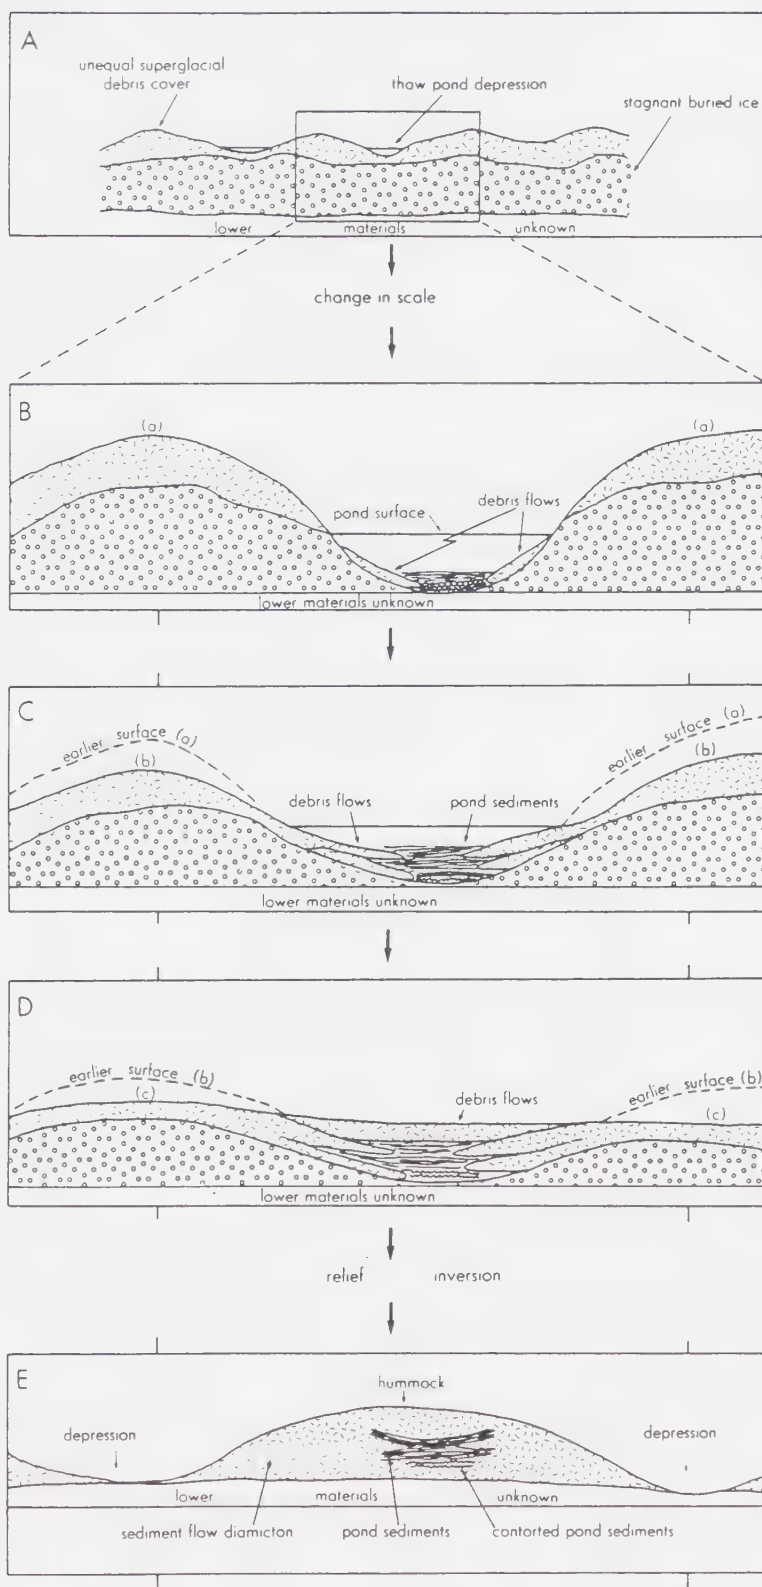 A
unequal superglacial
debris cover
thaw pond depression
stagnant buried ice
lower materials unknown
change in scale
B
(a)
(a)
debris flows
pond surface
lower materials unknown
C
earlier surface (a)
earlier surface (a)
(b)
(b)
debris flows
pond sediments
lower materials unknown
D
earlier surface (b)
earlier surface (b)
(c)
debris flows
(c)
lower materials unknown
relief inversion
E
hummock
depression
depression
lower materials unknown
sediment flow diamicton
pond sediments
contorted pond sediments